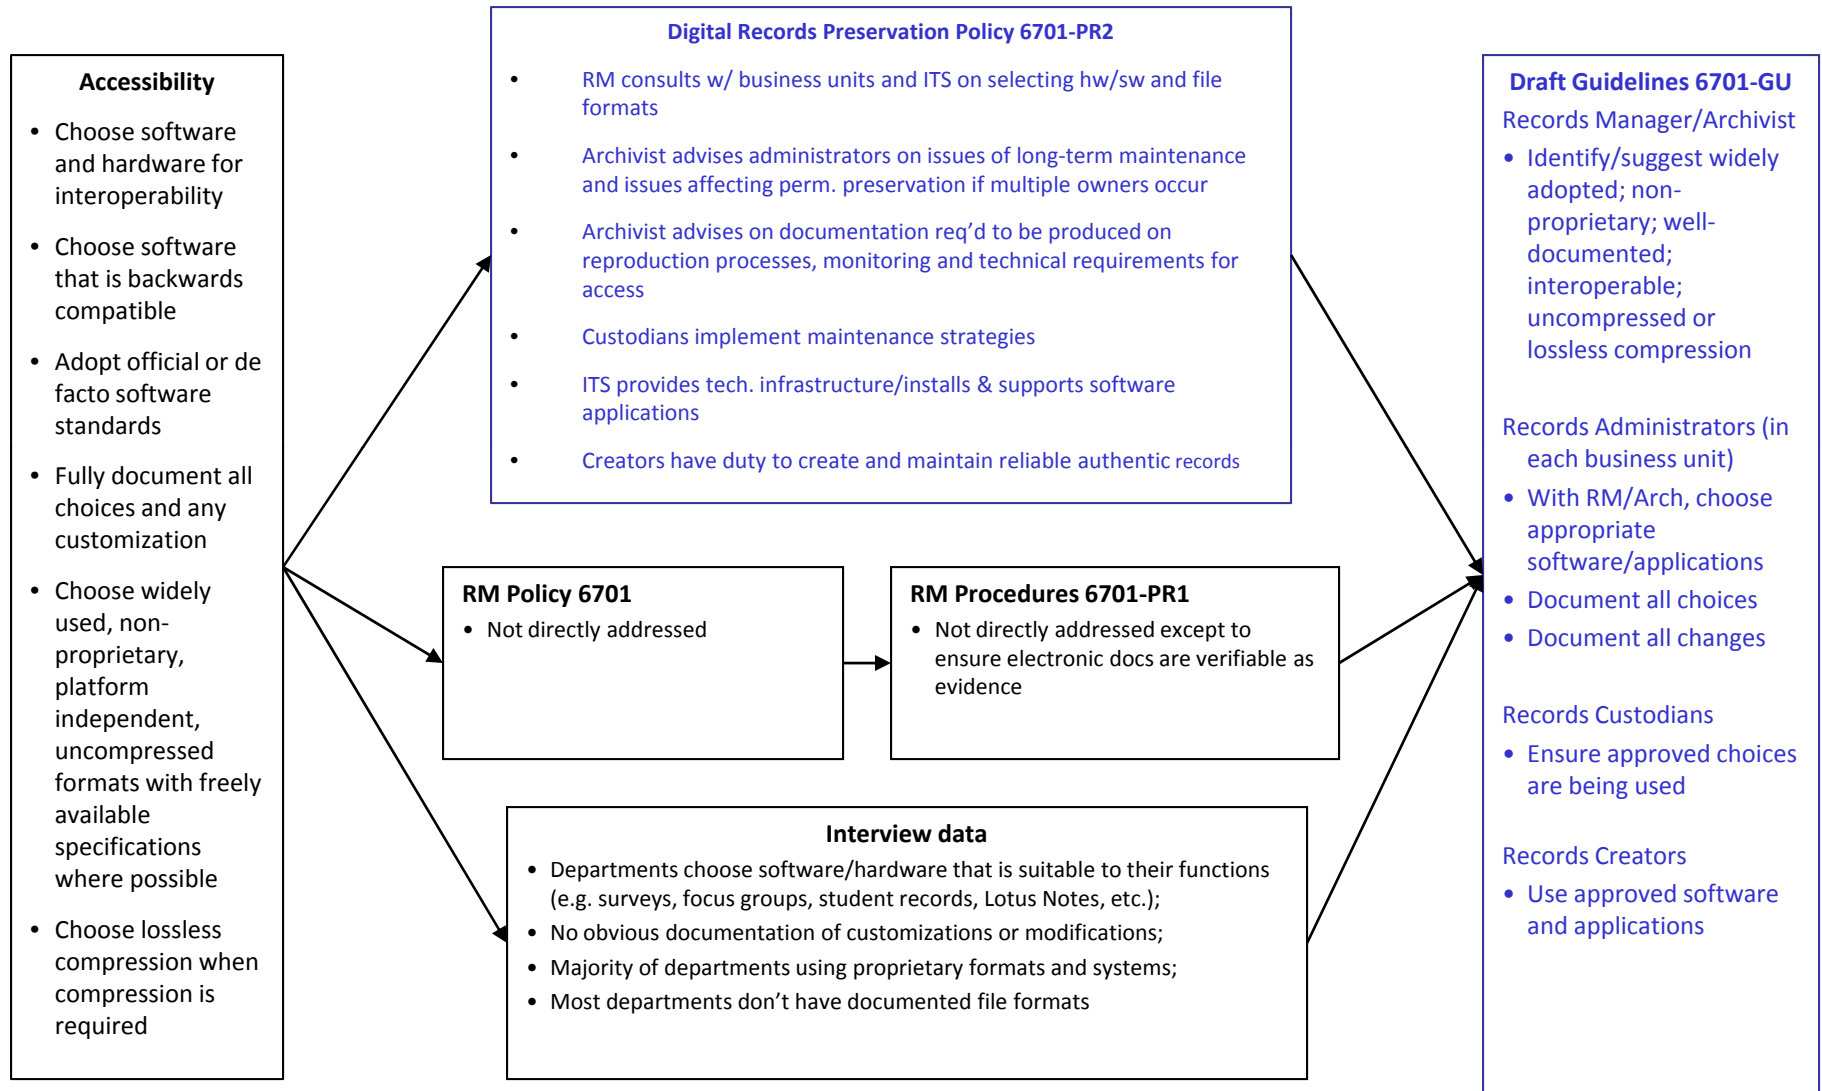 Accessibility
• Choose software
and hardware for
interoperability
• Choose software
that is backwards
compatible
• Adopt official or de
facto software
standards
• Fully document all
choices and any
customization
• Choose widely
used, non-
proprietary,
platform
independent,
uncompressed
formats with freely
available
specifications
where possible
• Choose lossless
compression when
compression is
required
Digital Records Preservation Policy 6701-PR2
• RM consults w/ business units and ITS on selecting hw/sw and file
formats
• Archivist advises administrators on issues of long-term maintenance
and issues affecting perm. preservation if multiple owners occur
• Archivist advises on documentation req’d to be produced on
reproduction processes, monitoring and technical requirements for
access
• Custodians implement maintenance strategies
• ITS provides tech. infrastructure/installs & supports software
applications
• Creators have duty to create and maintain reliable authentic records
RM Policy 6701
• Not directly addressed
RM Procedures 6701-PR1
• Not directly addressed except to
ensure electronic docs are verifiable as
evidence
Interview data
• Departments choose software/hardware that is suitable to their functions
(e.g. surveys, focus groups, student records, Lotus Notes, etc.);
• No obvious documentation of customizations or modifications;
• Majority of departments using proprietary formats and systems;
• Most departments don’t have documented file formats
Draft Guidelines 6701-GU
Records Manager/Archivist
• Identify/suggest widely
adopted; non-
proprietary; well-
documented;
interoperable;
uncompressed or
lossless compression
Records Administrators (in
each business unit)
• With RM/Arch, choose
appropriate
software/applications
• Document all choices
• Document all changes
Records Custodians
• Ensure approved choices
are being used
Records Creators
• Use approved software
and applications